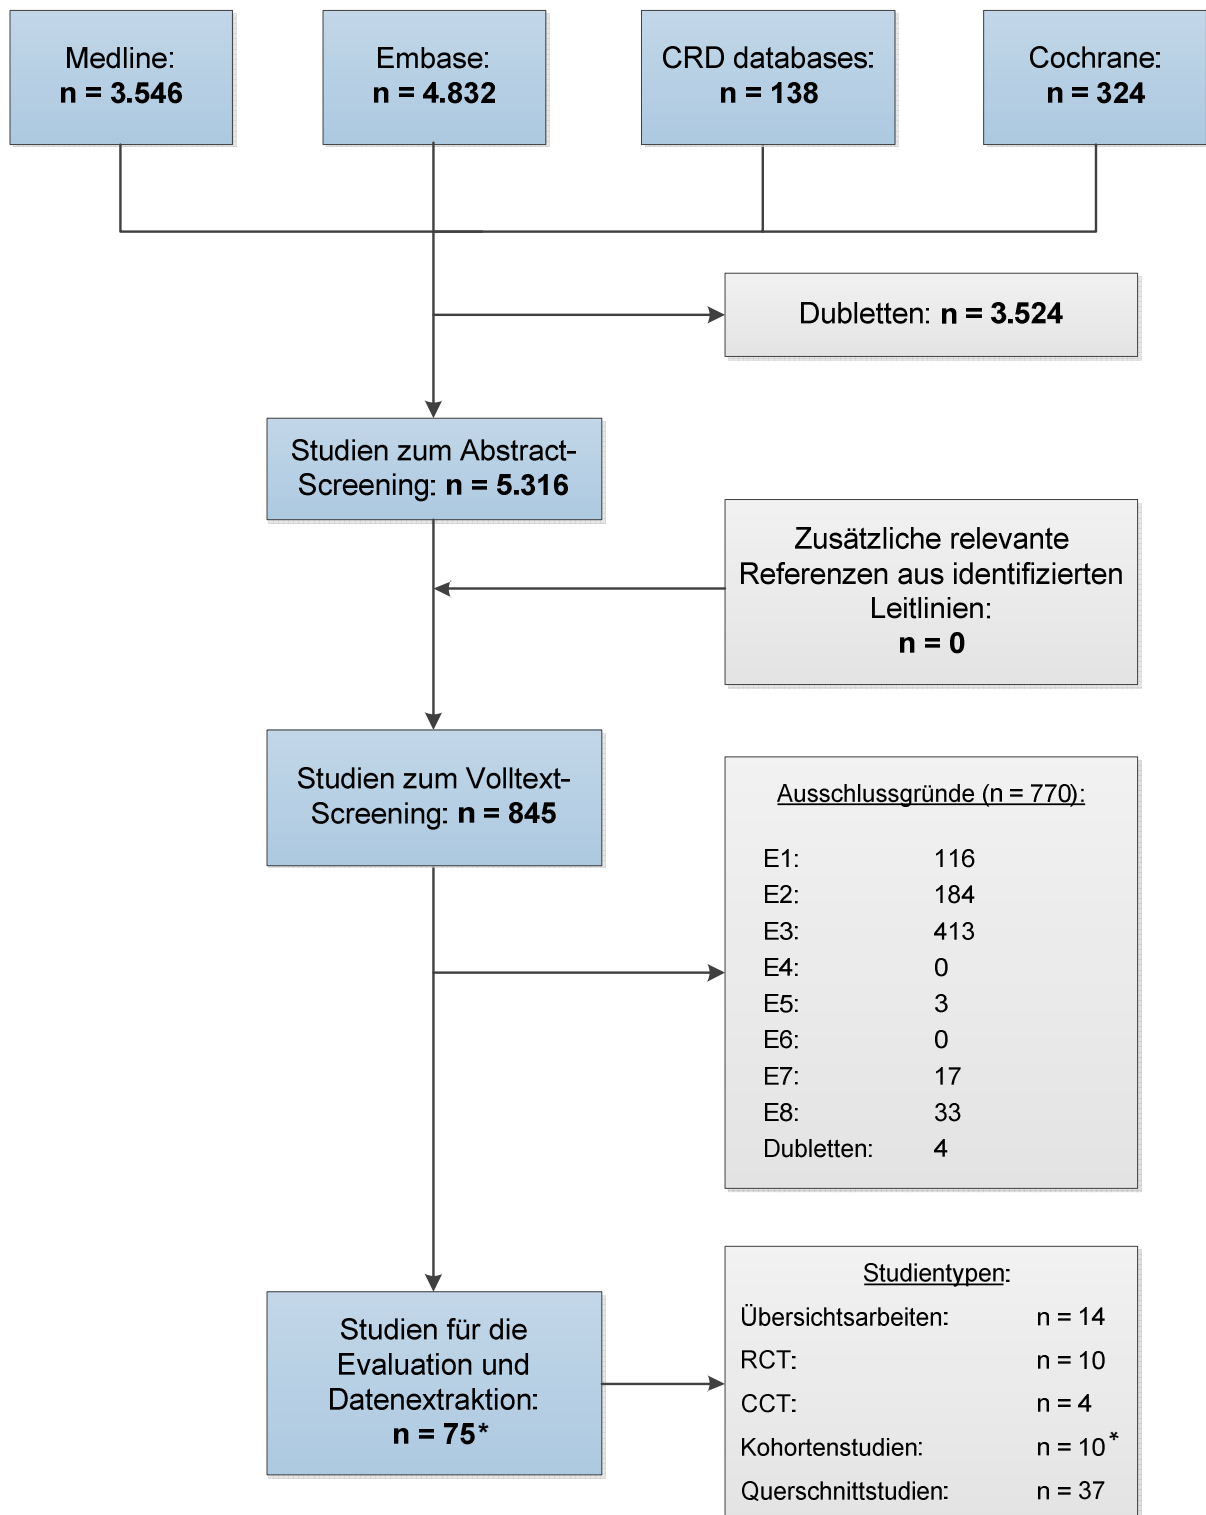 Medline:
n = 3.546
Embase:
n = 4.832
CRD databases:
n = 138
Cochrane:
n = 324
Dubletten: n = 3.524
Studien zum Abstract-
Screening: n = 5.316
Zusätzliche relevante
Referenzen aus identifizierten
Leitlinien:
n = 0
Studien zum Volltext-
Screening: n = 845
Ausschlussgründe (n = 770):
E1: 116
E2: 184
E3: 413
E4: 0
E5: 3
E6: 0
E7: 17
E8: 33
Dubletten: 4
Studien für die
Evaluation und
Datenextraktion:
n = 75*
Studientypen:
Übersichtsarbeiten: n = 14
RCT: n = 10
CCT: n = 4
Kohortenstudien: n = 10*
Querschnittstudien: n = 37